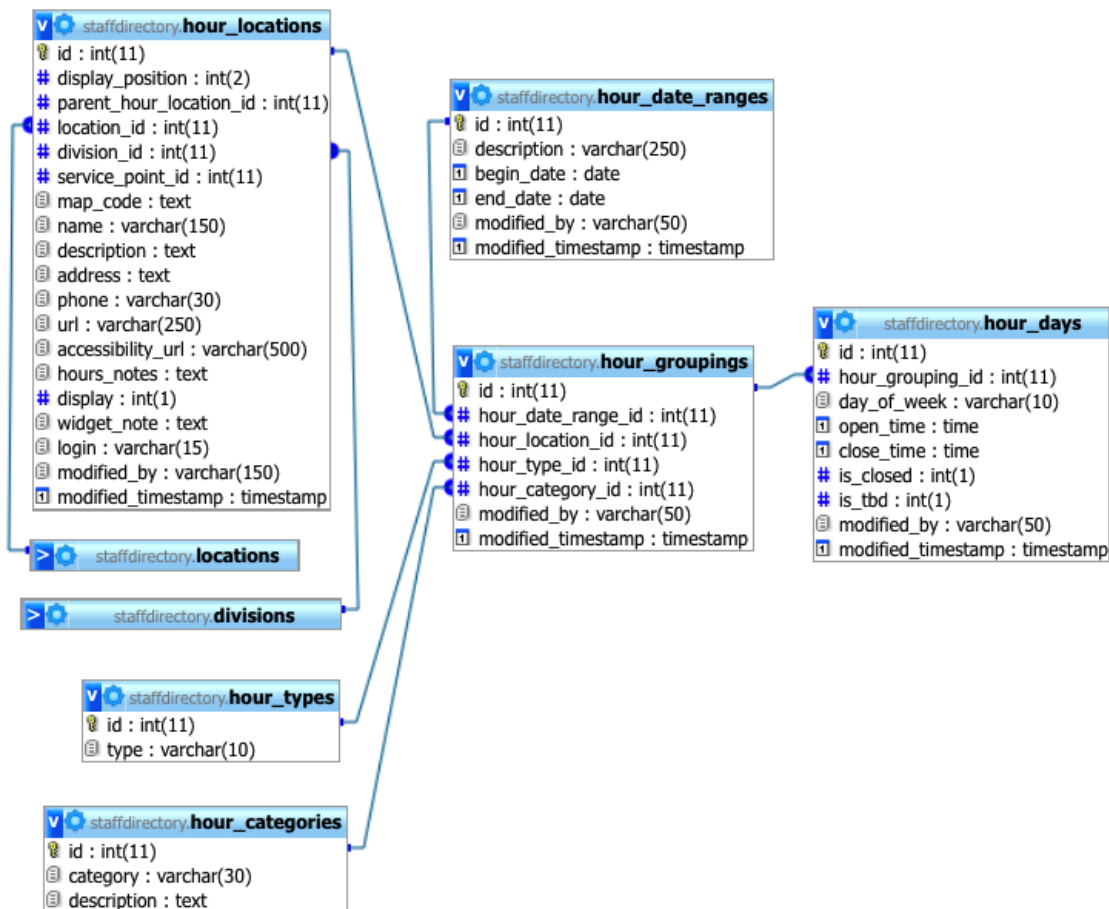 staffdirectory.hour_locations
id : int(11)
display_position : int(2)
parent_hour_location_id : int(11)
location_id : int(11)
division_id : int(11)
service_point_id : int(11)
map_code : text
name : varchar(150)
description : text
address : text
phone : varchar(30)
url : varchar(250)
accessibility_url : varchar(500)
hours_notes : text
display : int(1)
widget_note : text
login : varchar(15)
modified_by : varchar(150)
modified_timestamp : timestamp
staffdirectory.locations
staffdirectory.divisions
staffdirectory.hour_types
id : int(11)
type : varchar(10)
staffdirectory.hour_categories
id : int(11)
category : varchar(30)
description : text
staffdirectory.hour_date_ranges
id : int(11)
description : varchar(250)
begin_date : date
end_date : date
modified_by : varchar(50)
modified_timestamp : timestamp
staffdirectory.hour_groupings
id : int(11)
hour_date_range_id : int(11)
hour_location_id : int(11)
hour_type_id : int(11)
hour_category_id : int(11)
modified_by : varchar(50)
modified_timestamp : timestamp
staffdirectory.hour_days
id : int(11)
hour_grouping_id : int(11)
day_of_week : varchar(10)
open_time : time
close_time : time
is_closed : int(1)
is_tbd : int(1)
modified_by : varchar(50)
modified_timestamp : timestamp